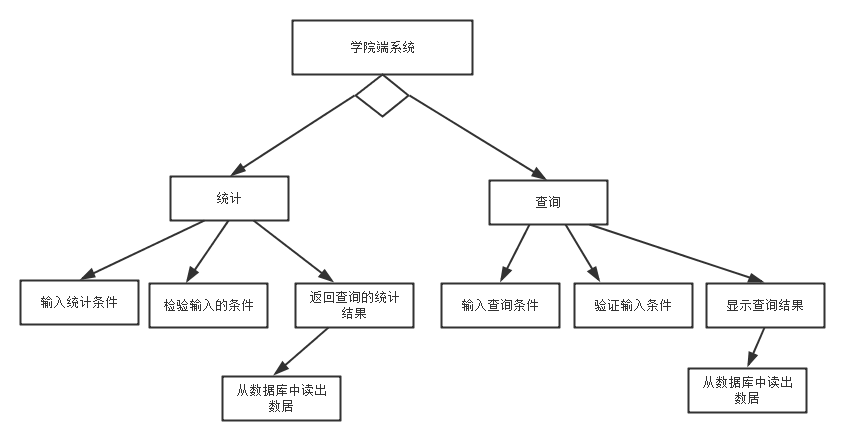 学院端系统
统计
查询
输入统计条件
检验输入的条件
返回查询的统计
结果
输入查询条件
验证输入条件
显示查询结果
从数据库中读出
数居
从数据库中读出
数居